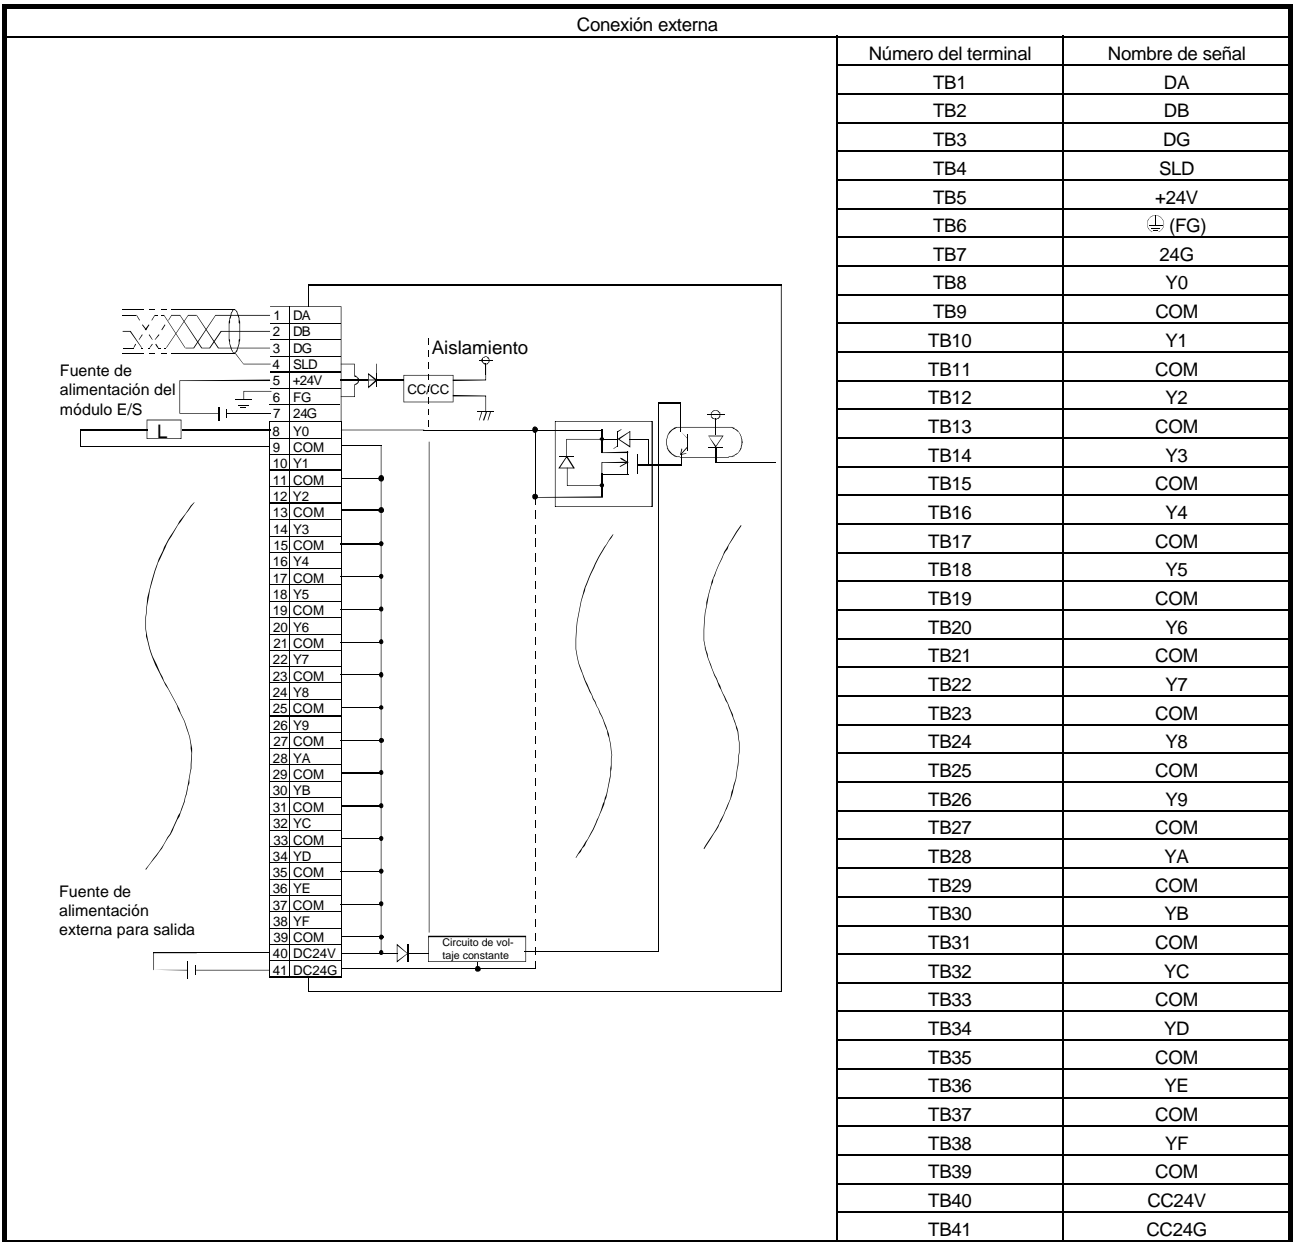 Conexión externa
Número del terminal Nombre de señal
TB1 DA
TB2 DB
TB3 DG
TB4 SLD
TB5 +24V
TB6 (FG)
TB7 24G
TB8 Y0
TB9 COM
TB10 Y1
TB11 COM
TB12 Y2
TB13 COM
TB14 Y3
TB15 COM
TB16 Y4
TB17 COM
TB18 Y5
TB19 COM
TB20 Y6
TB21 COM
TB22 Y7
TB23 COM
TB24 Y8
TB25 COM
TB26 Y9
TB27 COM
TB28 YA
TB29 COM
TB30 YB
TB31 COM
TB32 YC
TB33 COM
TB34 YD
TB35 COM
TB36 YE
TB37 COM
TB38 YF
TB39 COM
TB40 CC24V
TB41 CC24G
1 DA
2 DB
3 DG
4 SLD
5 +24V
6 FG
7 24G
8 Y0
9 COM
10 Y1
11 COM
12 Y2
13 COM
14 Y3
15 COM
16 Y4
17 COM
18 Y5
19 COM
20 Y6
21 COM
22 Y7
23 COM
24 Y8
25 COM
26 Y9
27 COM
28 YA
29 COM
30 YB
31 COM
32 YC
33 COM
34 YD
35 COM
36 YE
37 COM
38 YF
39 COM
40 DC24V
41 DC24G
Fuente de
alimentación del
módulo E/S
L
Aislamiento
CC/CC
Fuente de
alimentación
externa para salida
Circuito de vol-
taje constante